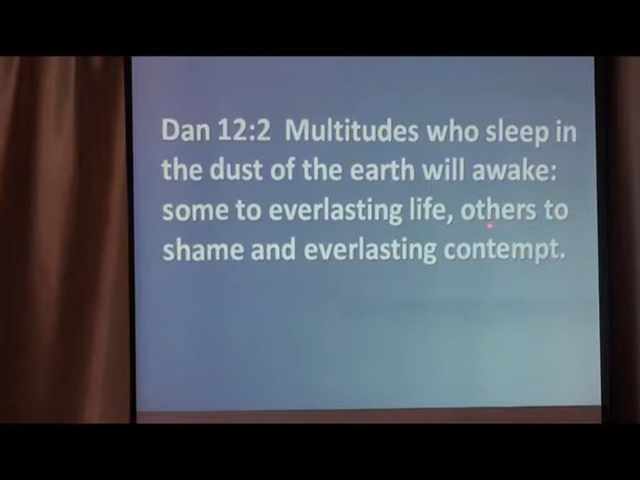 Dan 12:2  Multitudes who sleep in
the dust of the earth will awake:
some to everlasting life, others to
shame and everlasting contempt.